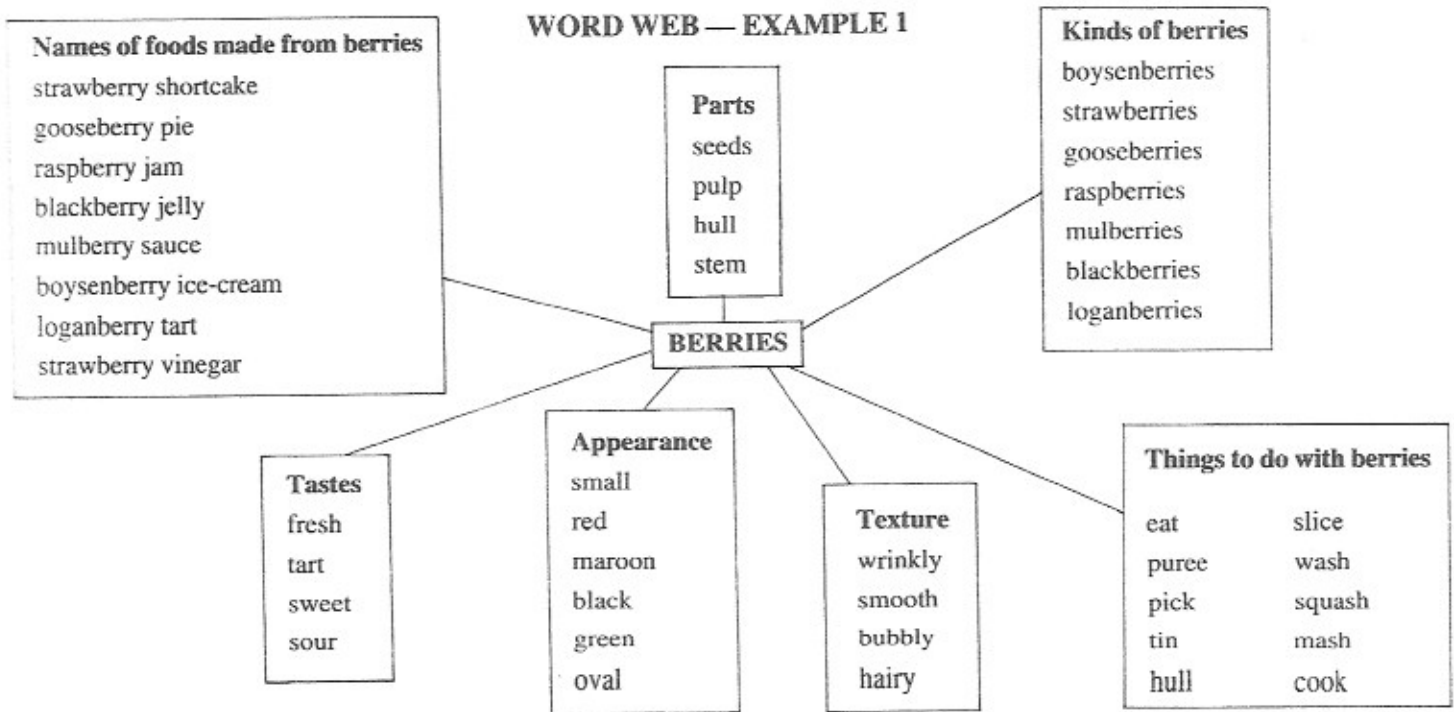 WORD WEB — EXAMPLE 1
Names of foods made from berries
strawberry shortcake
gooseberry pie
raspberry jam
blackberry jelly
mulberry sauce
boysenberry ice-cream
loganberry tart
strawberry vinegar
Parts
seeds
pulp
hull
stem
Kinds of berries
boysenberries
strawberries
gooseberries
raspberries
mulberries
blackberries
loganberries
BERRIES
Tastes
fresh
tart
sweet
sour
Appearance
small
red
maroon
black
green
oval
Texture
wrinkly
smooth
bubbly
hairy
Things to do with berries
eat slice
puree wash
pick squash
tin mash
hull cook